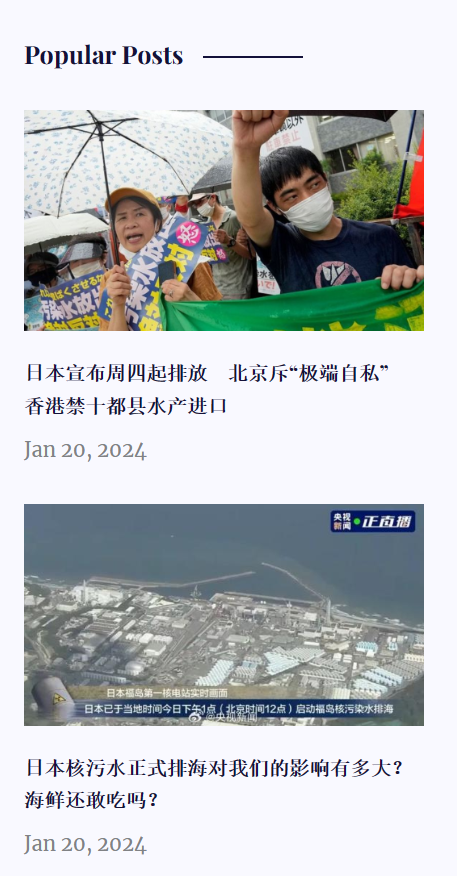 Popular Posts
日本宣布周四起排放　北京斥“极端自私”
香港禁十都县水产进口
Jan 20, 2024
央视
新闻
正直播
日本福岛第一核电站实时画面
日本已于当地时间今日下午1点（北京时间12点）启动福岛核污染水排海
@央视新闻
日本核污水正式排海对我们的影响有多大？
海鲜还敢吃吗？
Jan 20, 2024